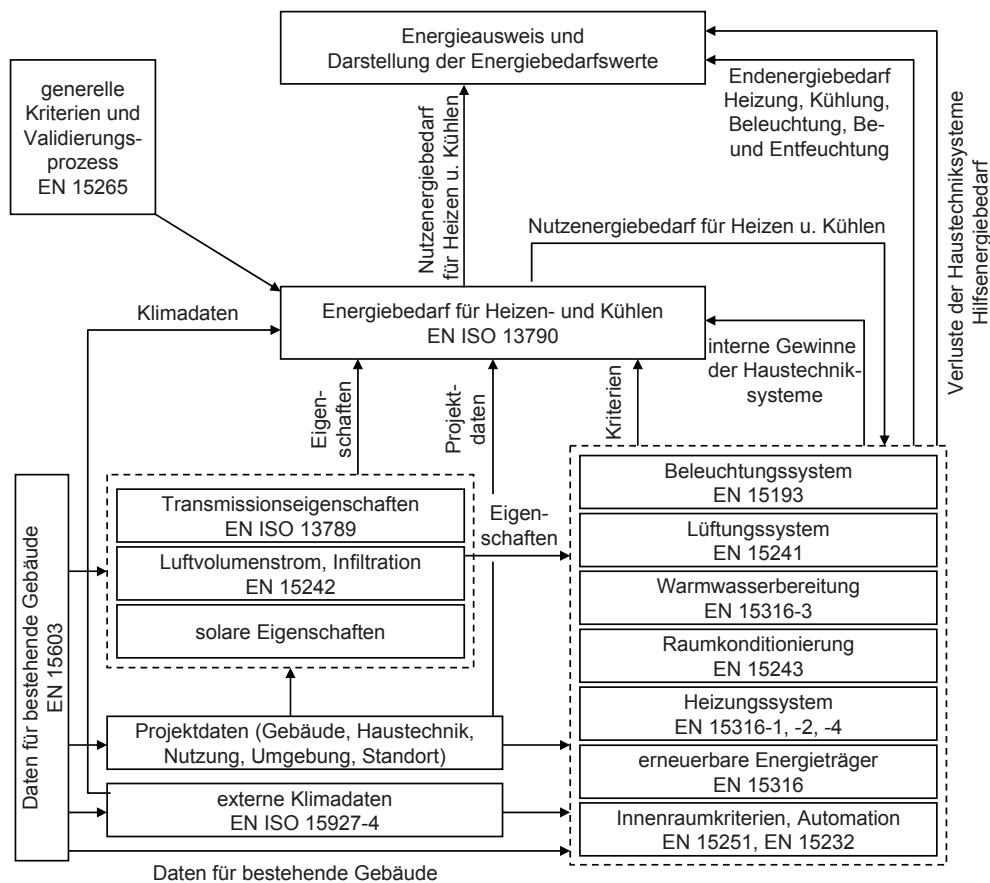 Energieausweis und
Darstellung der Energiebedarfswerte
generelle
Kriterien und
Validierungs-
prozess
EN 15265
Nutzenergiebedarf
für Heizen u. Kühlen
Endenergiebedarf
Heizung, Kühlung,
Beleuchtung, Be-
und Entfeuchtung
Verluste der Haustechniksysteme
Hilfsenergiebedarf
Nutzenergiebedarf für Heizen u. Kühlen
Klimadaten
Energiebedarf für Heizen- und Kühlen
EN ISO 13790
interne Gewinne
der Haustechnik-
systeme
Eigen-
schaften
Projekt-
daten
Kriterien
Daten für bestehende Gebäude
EN 15603
Transmissionseigenschaften
EN ISO 13789
Luftvolumenstrom, Infiltration
EN 15242
solare Eigenschaften
Eigen-
schaften
Projektdaten (Gebäude, Haustechnik,
Nutzung, Umgebung, Standort)
externe Klimadaten
EN ISO 15927-4
Daten für bestehende Gebäude
Beleuchtungssystem
EN 15193
Lüftungssystem
EN 15241
Warmwasserbereitung
EN 15316-3
Raumkonditionierung
EN 15243
Heizungssystem
EN 15316-1, -2, -4
erneuerbare Energieträger
EN 15316
Innenraumkriterien, Automation
EN 15251, EN 15232